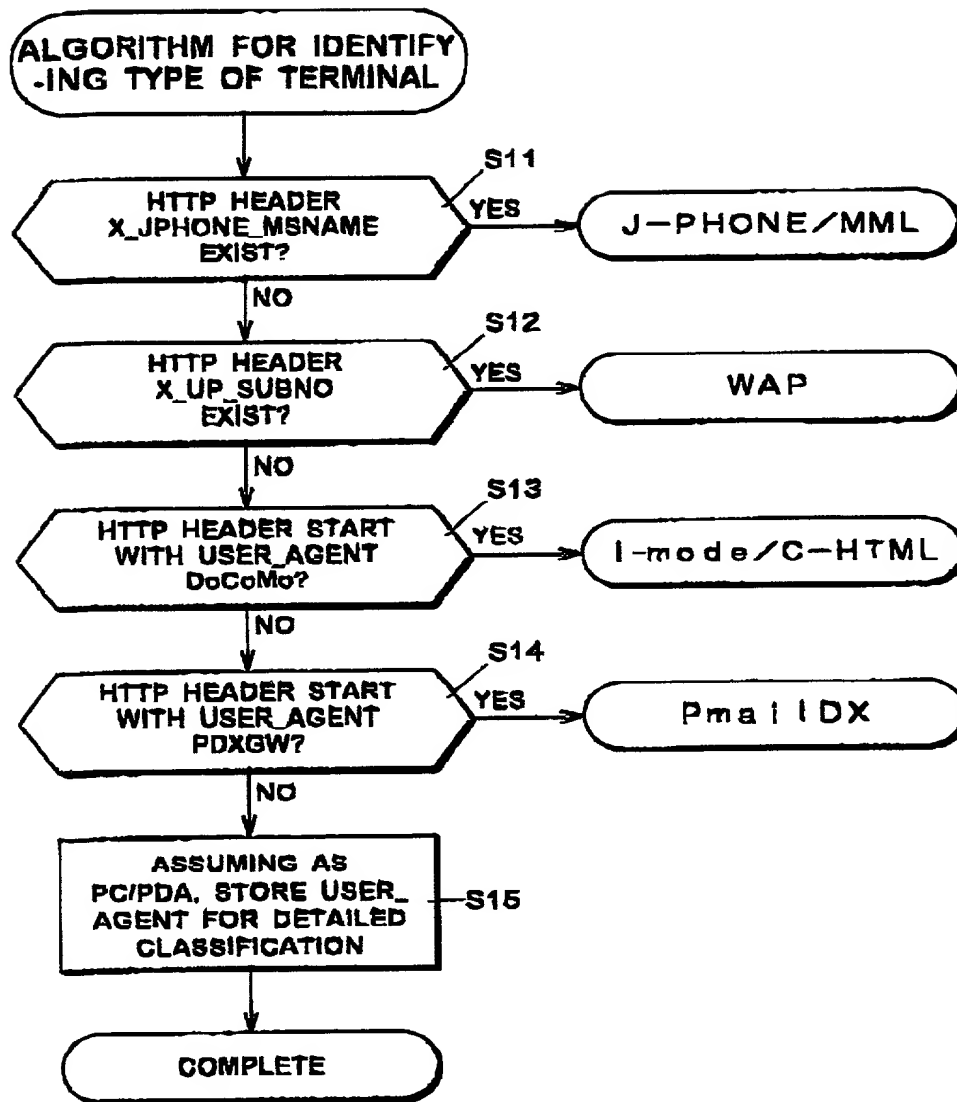 ALGORITHM FOR IDENTIFY
-ING TYPE OF TERMINAL
S11
HTTP HEADER
X_JPHONE_MSNAME
EXIST?
YES
J-PHONE/MML
NO
S12
HTTP HEADER
X_UP_SUBNO
EXIST?
YES
WAP
NO
S13
HTTP HEADER START
WITH USER_AGENT
DoCoMo?
YES
I-mode/C-HTML
NO
S14
HTTP HEADER START
WITH USER_AGENT
PDXGW?
YES
PmailDX
NO
ASSUMING AS
PC/PDA, STORE USER_
AGENT FOR DETAILED
CLASSIFICATION
S15
COMPLETE